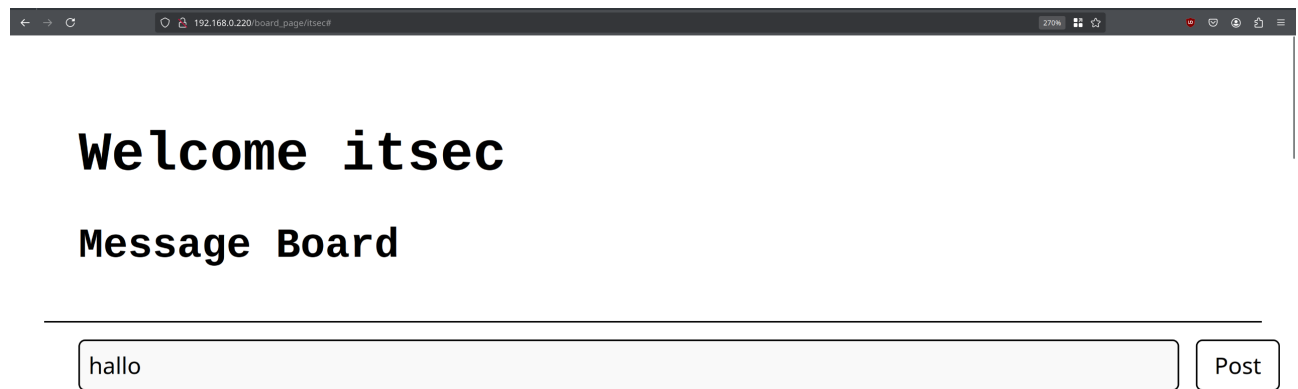 192.168.0.220/board_page/itsec# 270%
Welcome itsec
Message Board
hallo Post